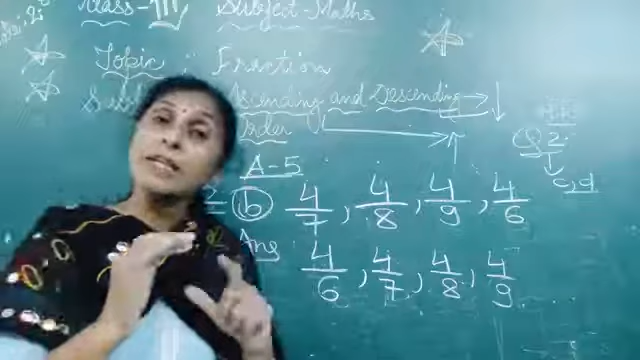 Class-III Subject-Maths
Topic: Fraction
Ascending and Descending → ↓
Order → ↑
Q2
c,d
A-5
b 4/7, 4/8, 4/9, 4/6
Ans 4/6, 4/7, 4/8, 4/9